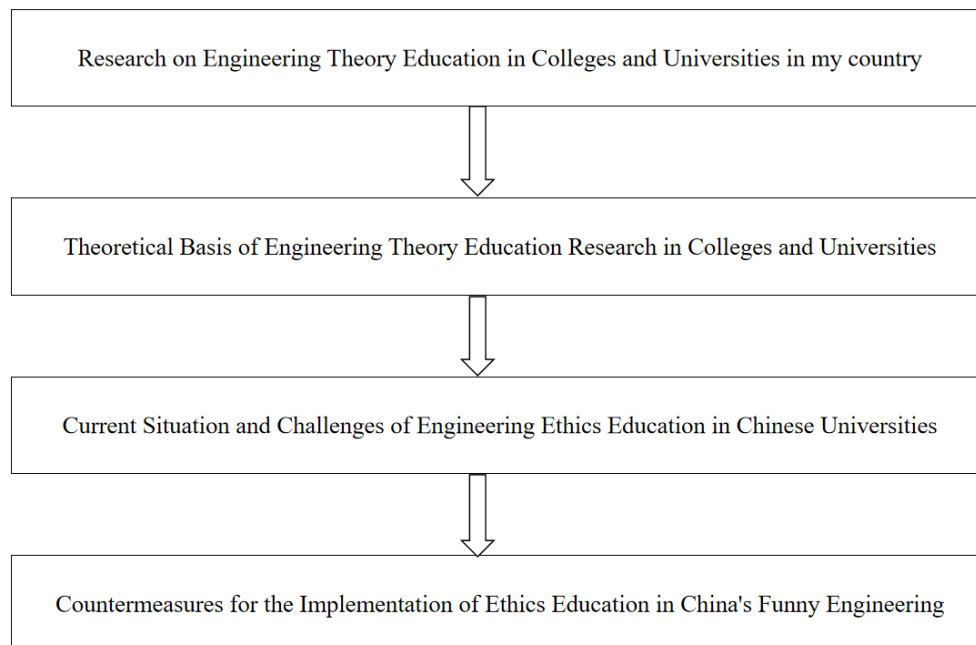 Research on Engineering Theory Education in Colleges and Universities in my country
Theoretical Basis of Engineering Theory Education Research in Colleges and Universities
Current Situation and Challenges of Engineering Ethics Education in Chinese Universities
Countermeasures for the Implementation of Ethics Education in China's Funny Engineering